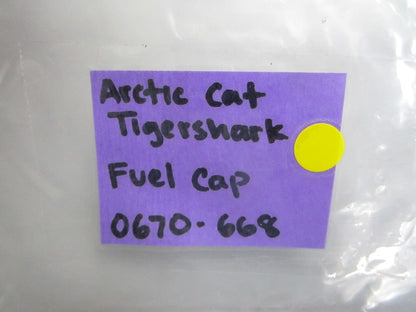 Arctic Cat
Tigershark
Fuel Cap
0670-668